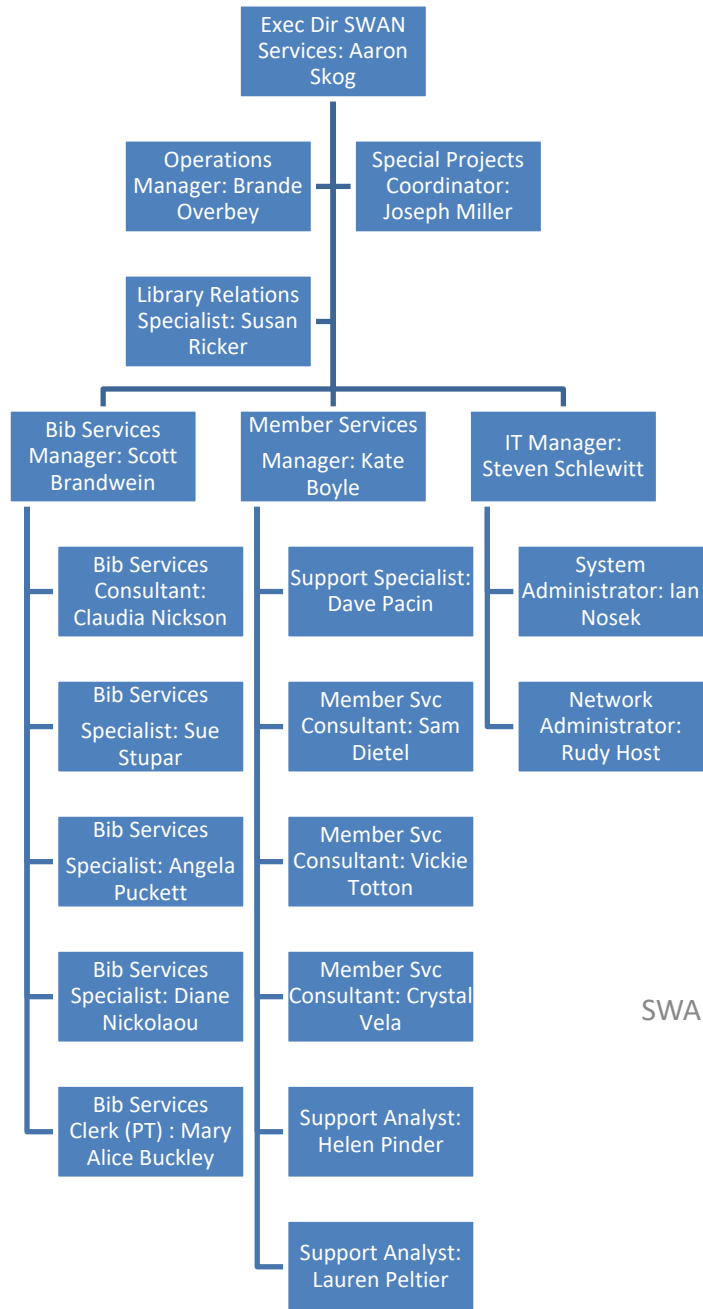 Exec Dir SWAN
Services: Aaron
Skog
Operations
Manager: Brande
Overbey
Special Projects
Coordinator:
Joseph Miller
Library Relations
Specialist: Susan
Ricker
Bib Services
Manager: Scott
Brandwein
Member Services
Manager: Kate
Boyle
IT Manager:
Steven Schlewitt
Bib Services
Consultant:
Claudia Nickson
Bib Services
Specialist: Sue
Stupar
Bib Services
Specialist: Angela
Puckett
Bib Services
Specialist: Diane
Nickolaou
Bib Services
Clerk (PT) : Mary
Alice Buckley
Support Specialist:
Dave Pacin
Member Svc
Consultant: Sam
Dietel
Member Svc
Consultant: Vickie
Totton
Member Svc
Consultant: Crystal
Vela
Support Analyst:
Helen Pinder
Support Analyst:
Lauren Peltier
System
Administrator: Ian
Nosek
Network
Administrator:
Rudy Host
SWA